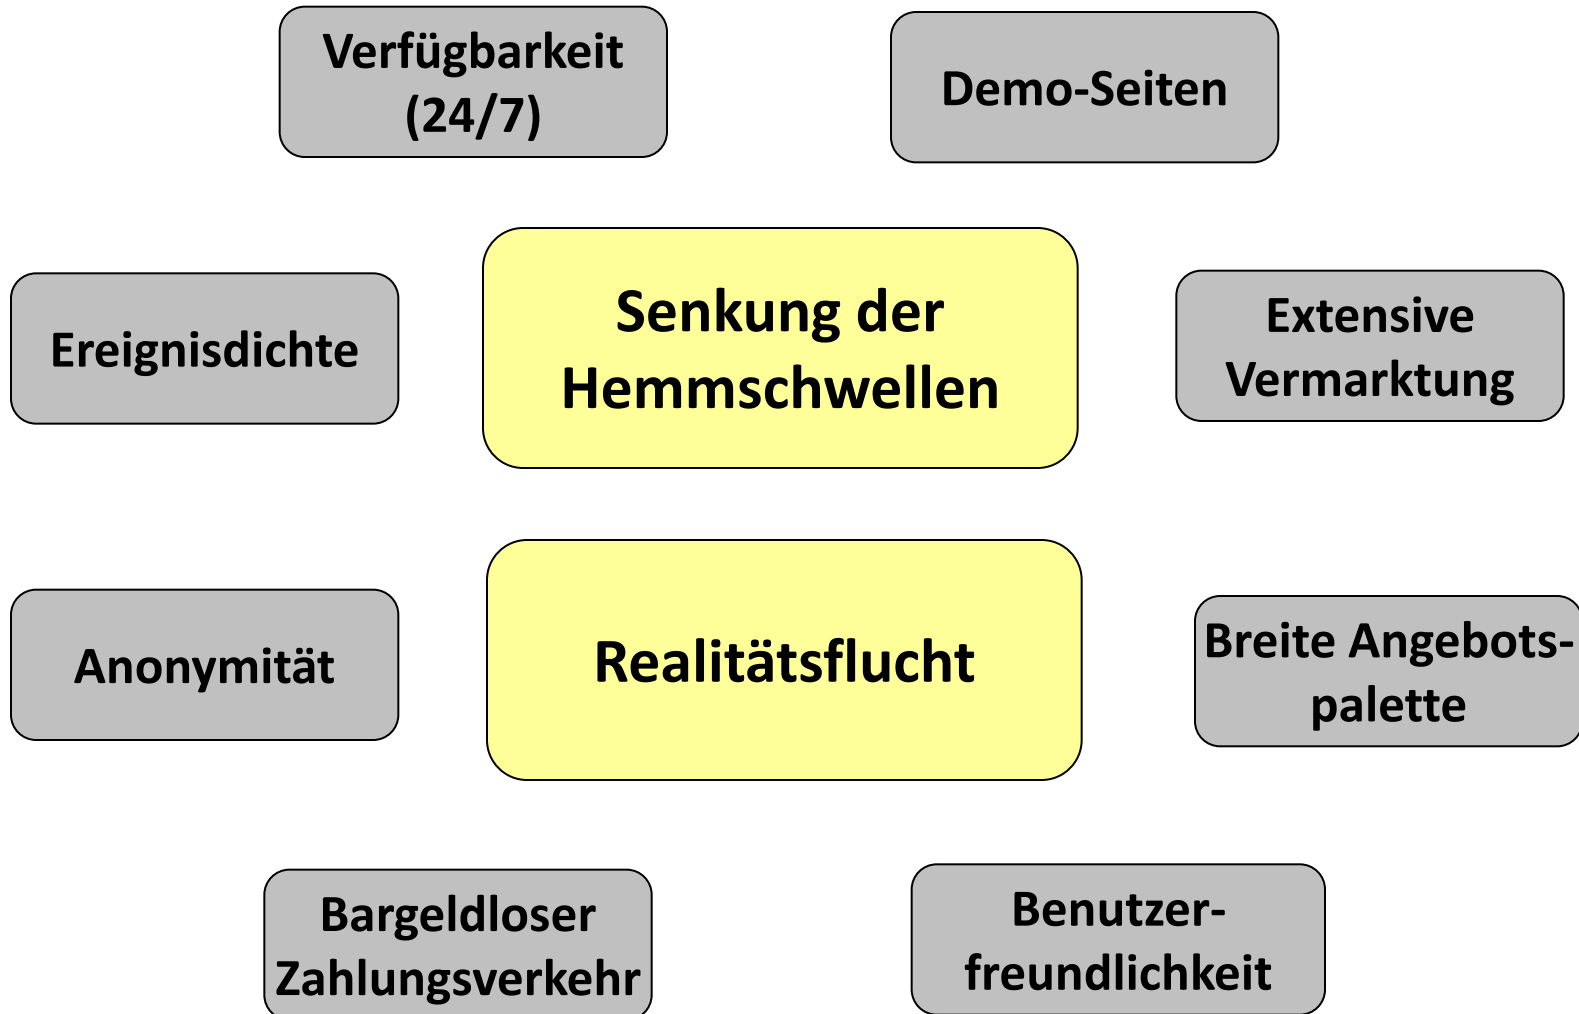 Verfügbarkeit
(24/7)
Demo-Seiten
Senkung der
Hemmschwellen
Ereignisdichte
Extensive
Vermarktung
Realitätsflucht
Anonymität
Breite Angebots-
palette
Bargeldloser
Zahlungsverkehr
Benutzer-
freundlichkeit